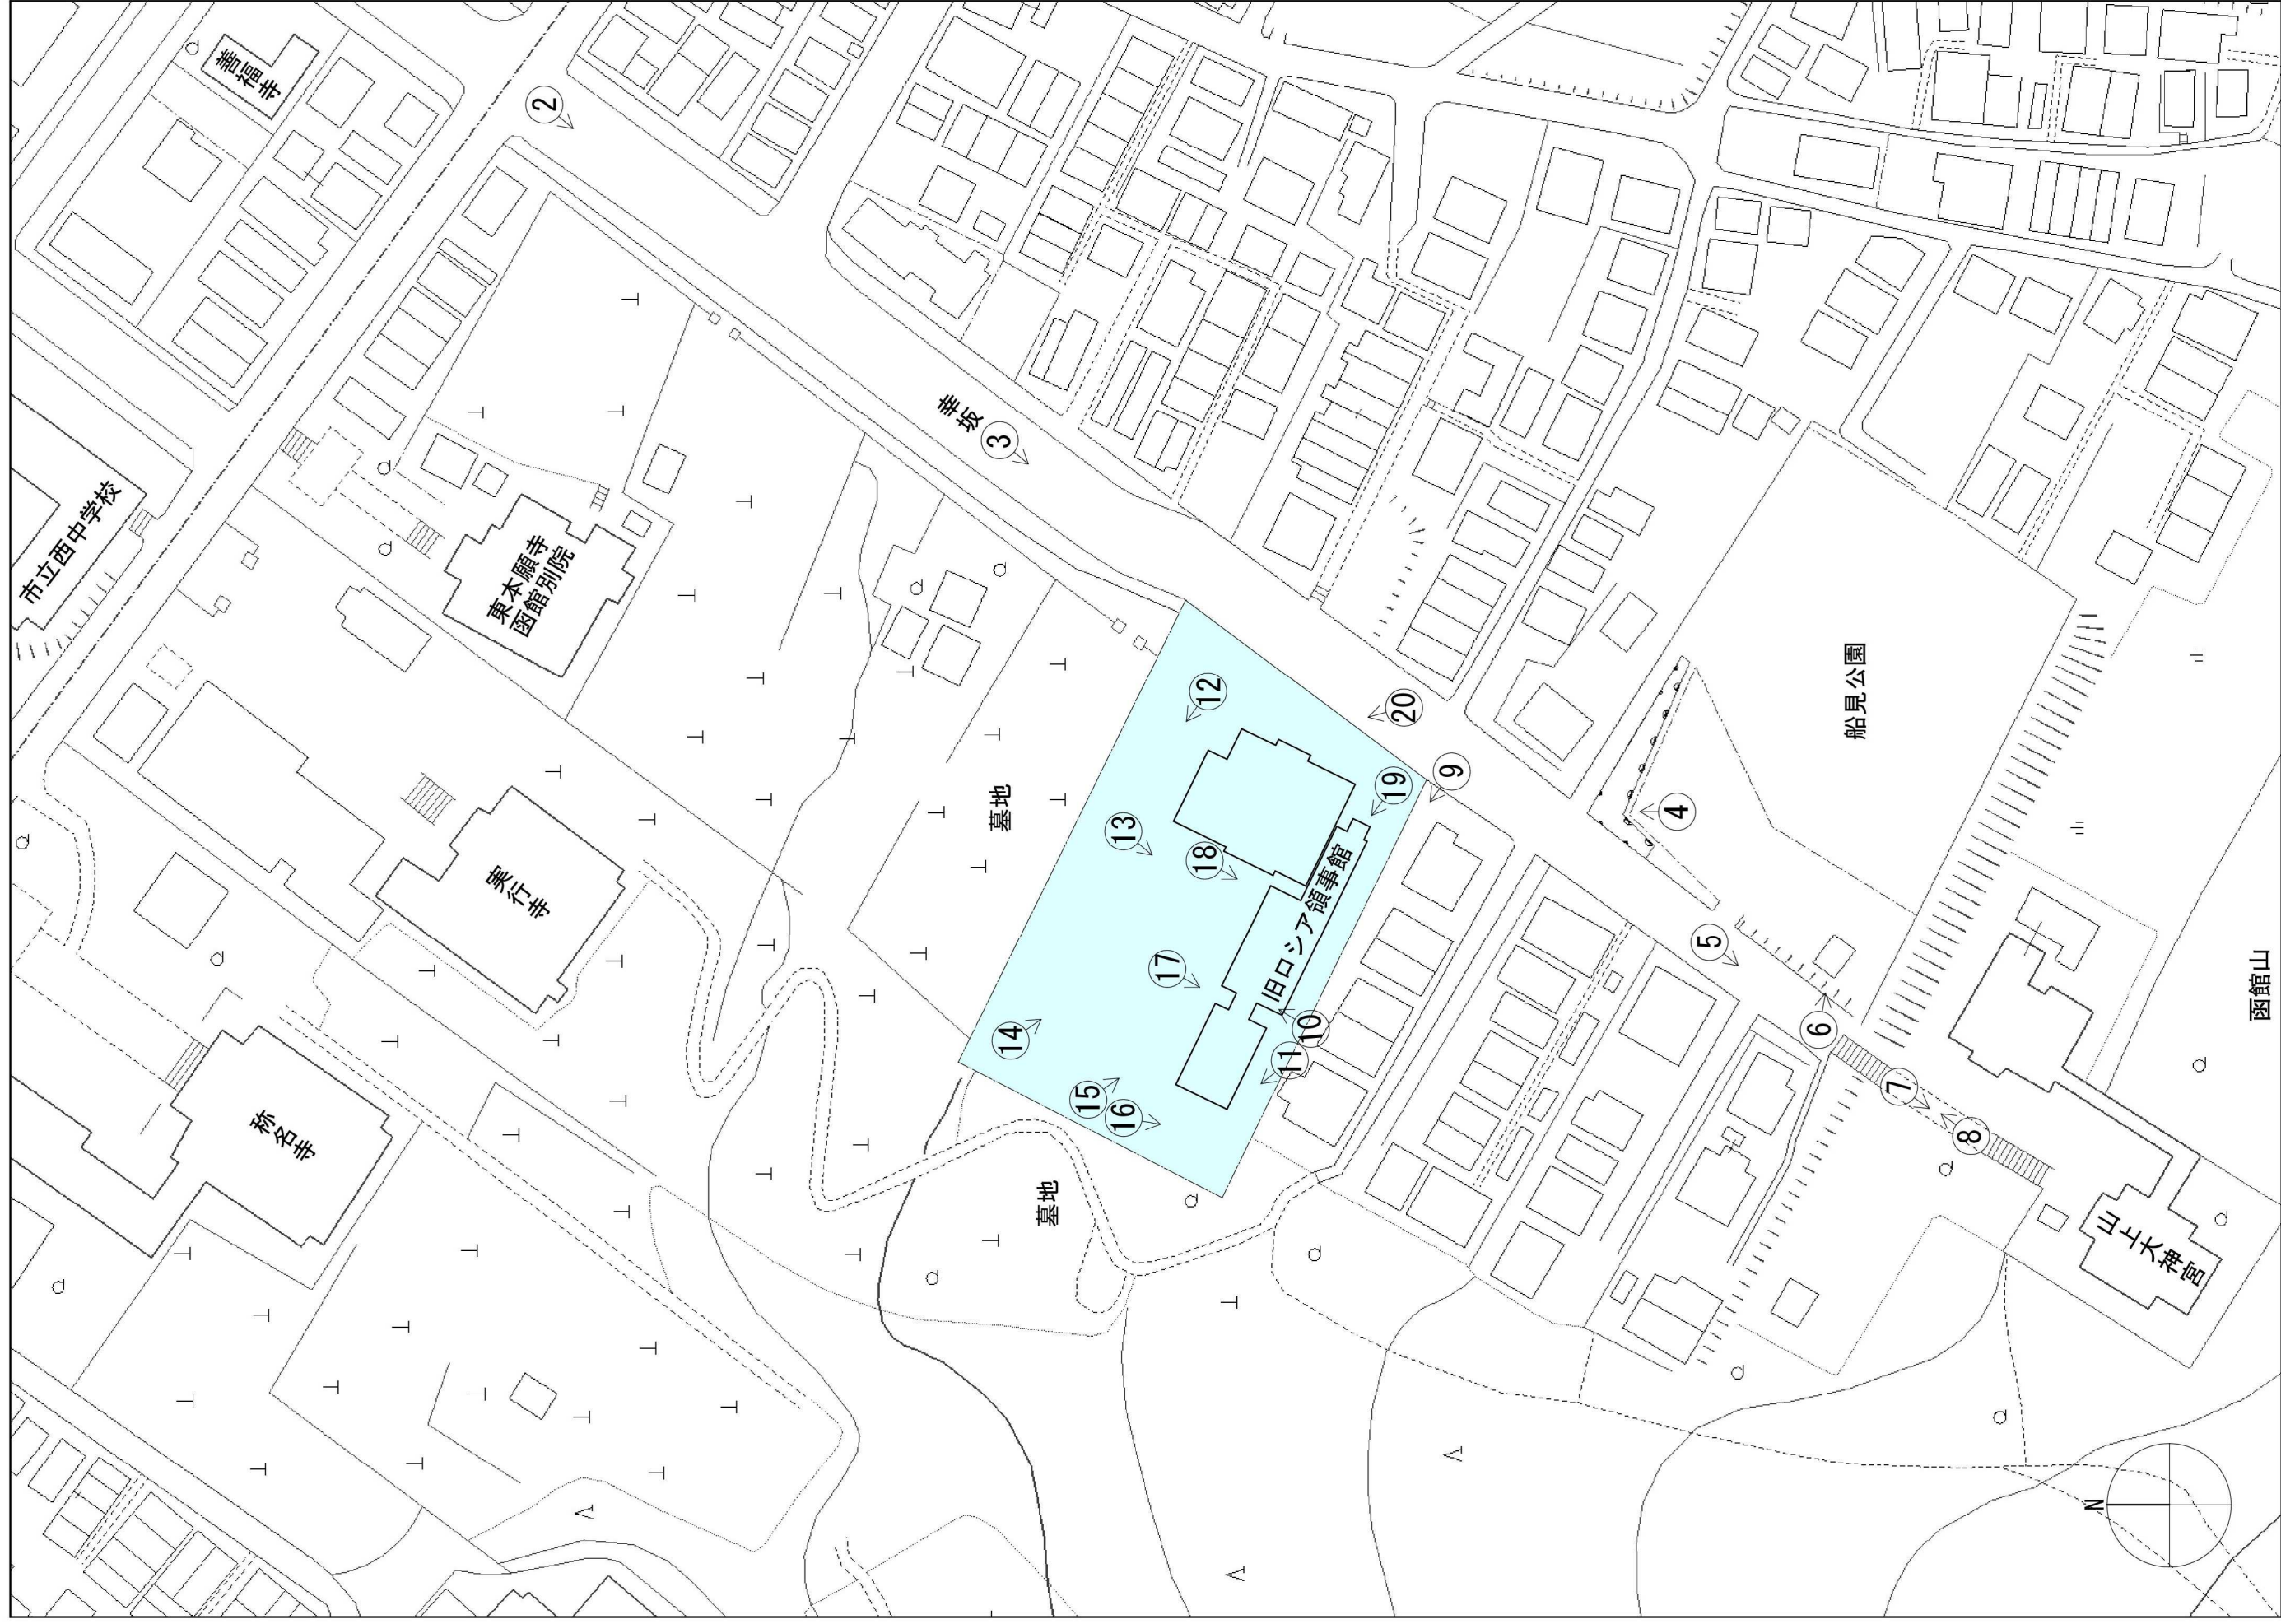 善福寺
②
市立西中学校
東本願寺
函館別院
幸坂
③
実行寺
墓地
⑫
⑬
⑱
⑳
⑲
⑨
④
船見公園
称名寺
⑭
⑰
旧ロシア領事館
⑩
⑪
⑮
⑯
墓地
⑤
⑥
⑦
⑧
函館山
山上大神宮
N